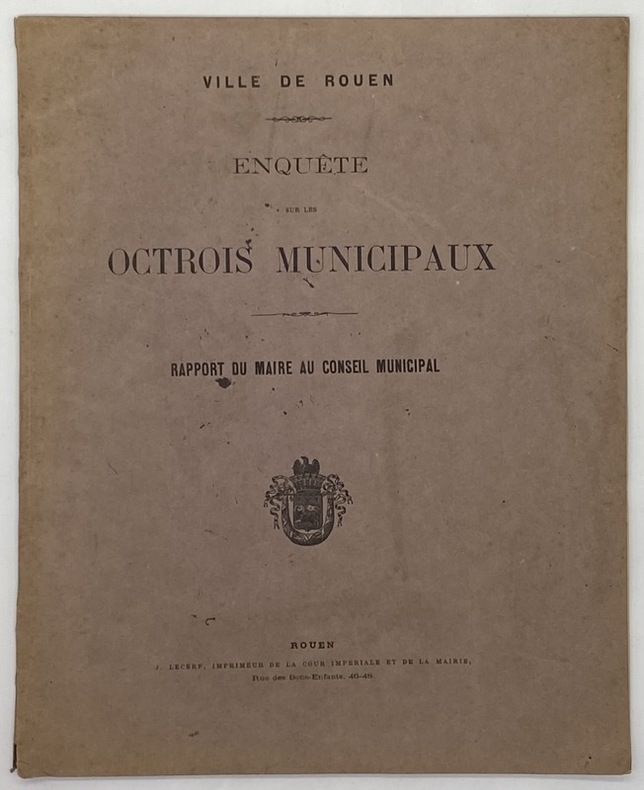 VILLE DE ROUEN
ENQUÊTE
SUR LES
OCTROIS MUNICIPAUX
RAPPORT DU MAIRE AU CONSEIL MUNICIPAL
ROUEN
J. LECERF, IMPRIMEUR DE LA COUR IMPÉRIALE ET DE LA MAIRIE,
Rue des Bons-Enfants, 46-48.